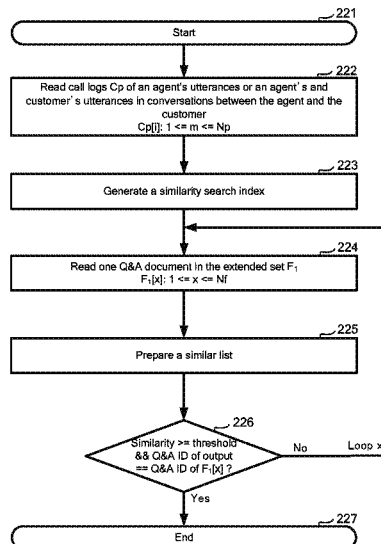 221
Start
222
Read call logs Cp of an agent's utterances or an agent's and
customer's utterances in conversations between the agent and the
customer
Cp[i]: 1 <= m <= Np
223
Generate a similarity search index
224
Read one Q&A document in the extended set F1
F1[x]: 1 <= x <= Nf
225
Prepare a similar list
226
Similarity >= threshold
&& Q&A ID of output
== Q&A ID of F1[x] ?
No
Loop x
Yes
227
End